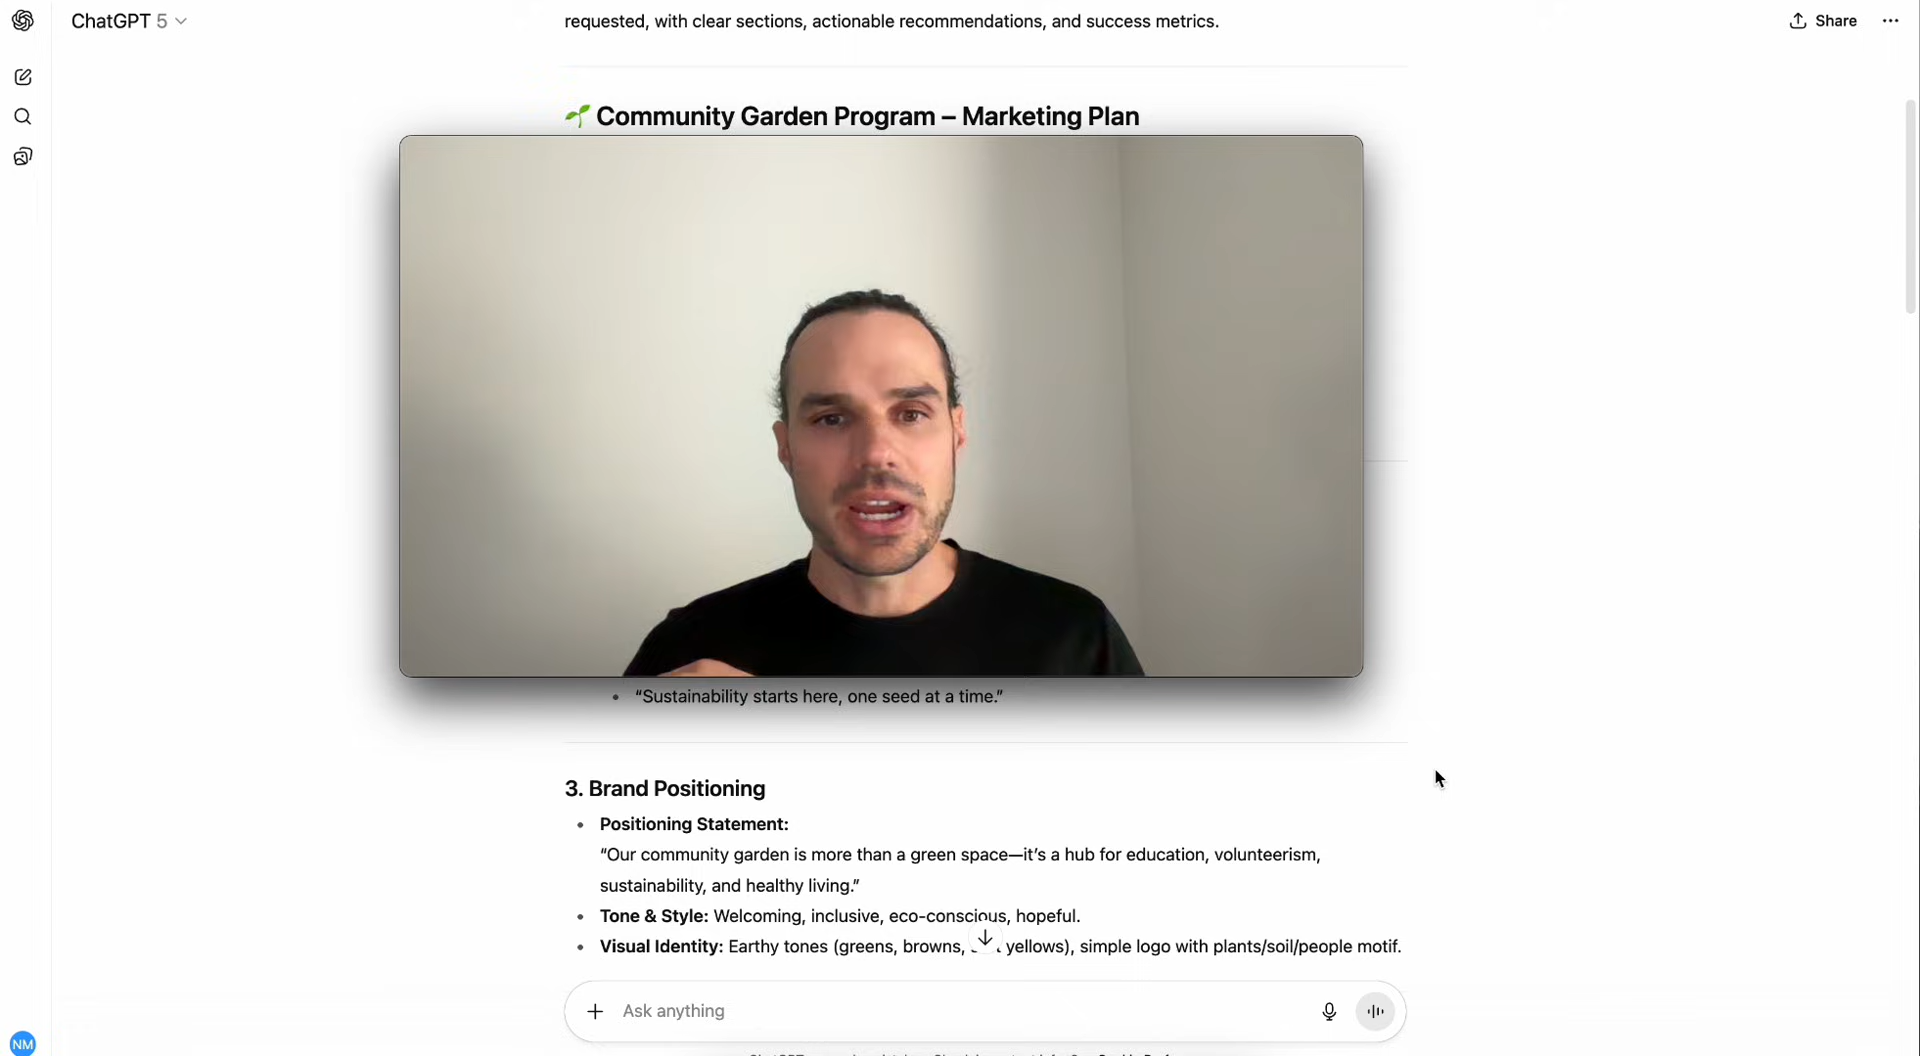 ChatGPT 5
requested, with clear sections, actionable recommendations, and success metrics.
Share
Community Garden Program – Marketing Plan
• “Sustainability starts here, one seed at a time.”
3. Brand Positioning
• Positioning Statement:
“Our community garden is more than a green space—it’s a hub for education, volunteerism,
sustainability, and healthy living.”
• Tone & Style: Welcoming, inclusive, eco-conscious, hopeful.
• Visual Identity: Earthy tones (greens, browns, yellows), simple logo with plants/soil/people motif.
Ask anything
NM